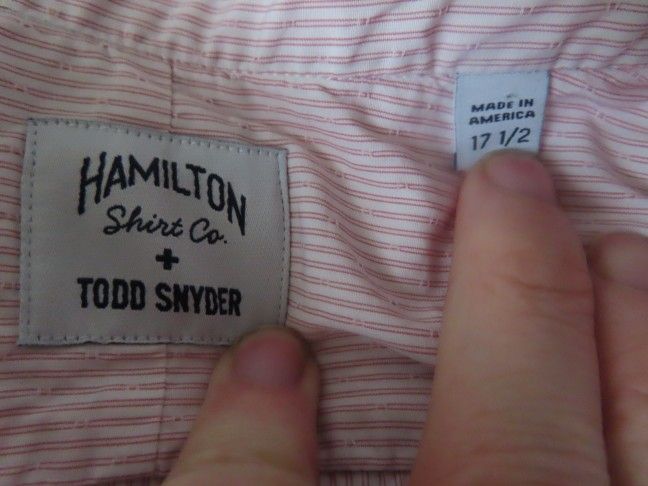 HAMILTON
Shirt Co.
+
TODD SNYDER
MADE IN
AMERICA
17 1/2